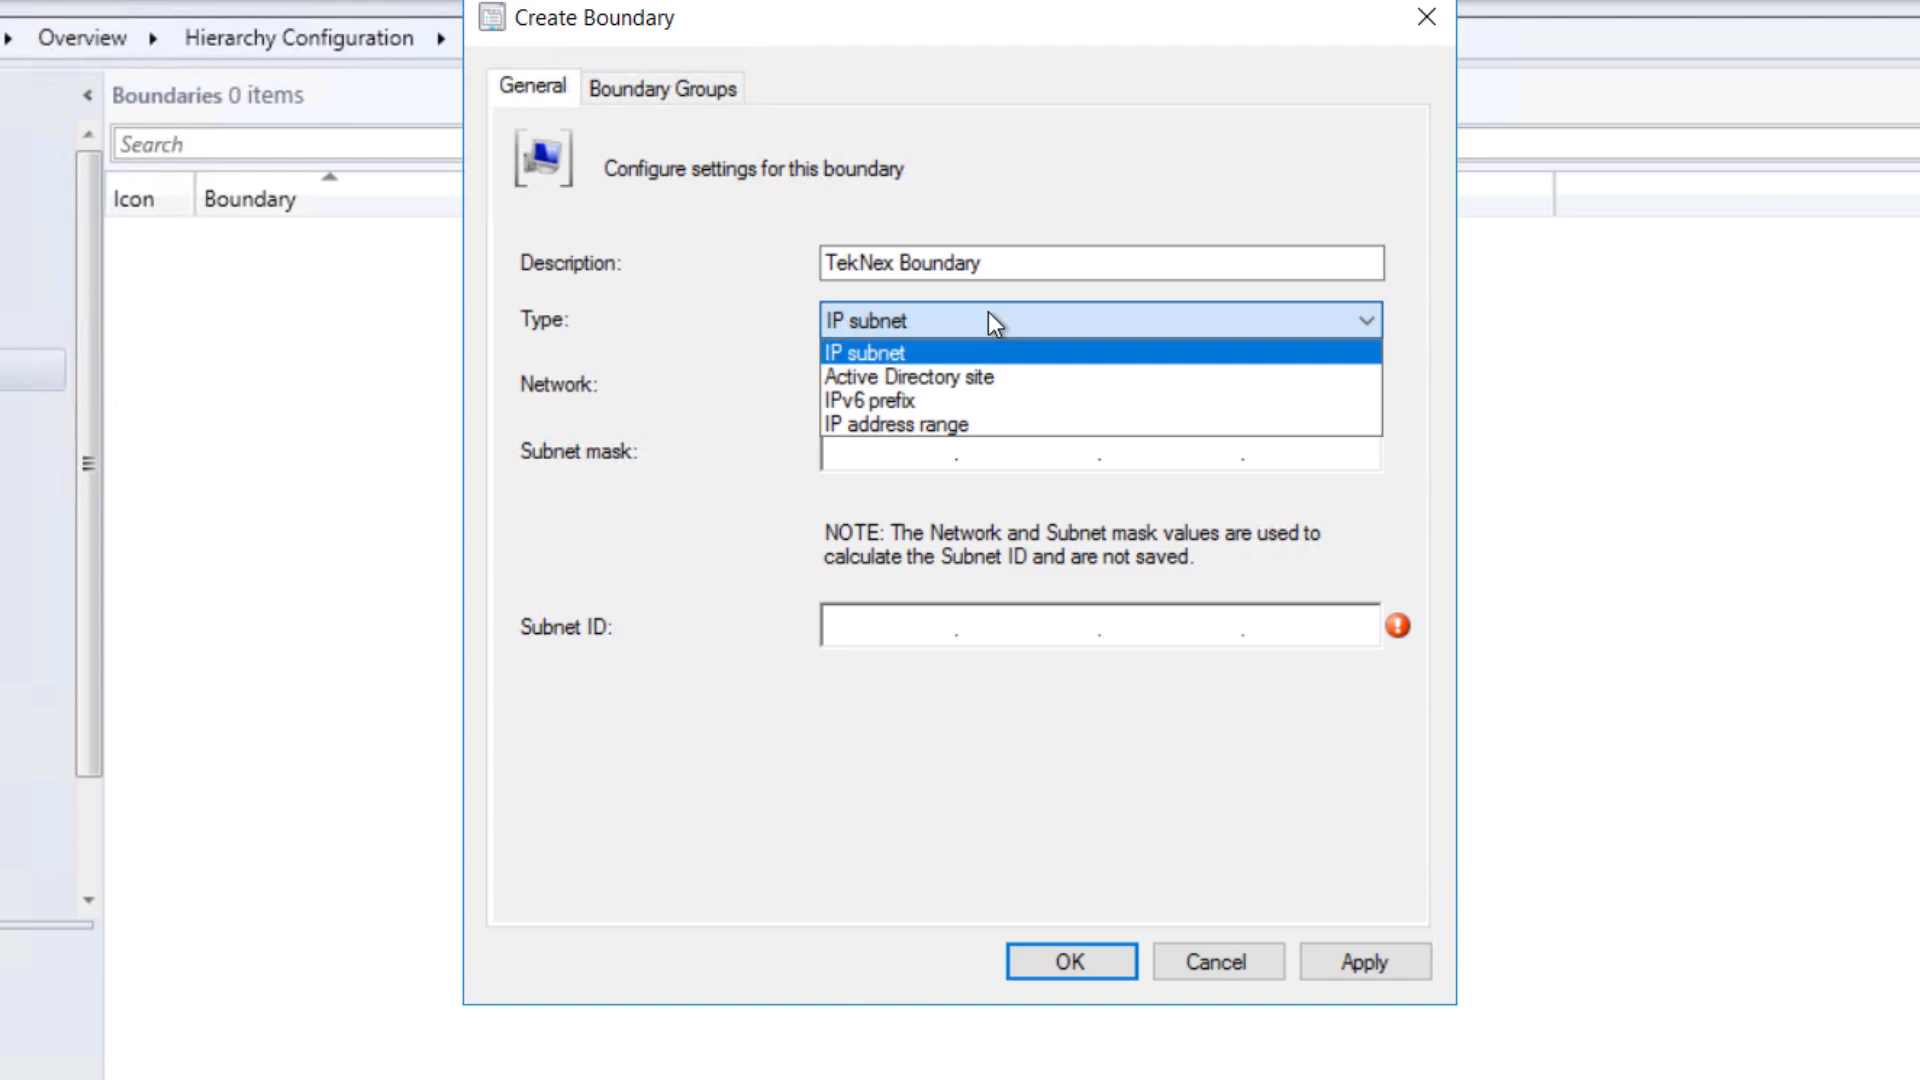 Create Boundary
Overview
Hierarchy Configuration
Boundaries 0 items
Search
Icon
Boundary
General
Boundary Groups
Configure settings for this boundary
Description:
TekNex Boundary
Type:
IP subnet
IP subnet
Active Directory site
IPv6 prefix
IP address range
Network:
Subnet mask:
. . .
NOTE: The Network and Subnet mask values are used to
calculate the Subnet ID and are not saved.
Subnet ID:
. . .
OK
Cancel
Apply